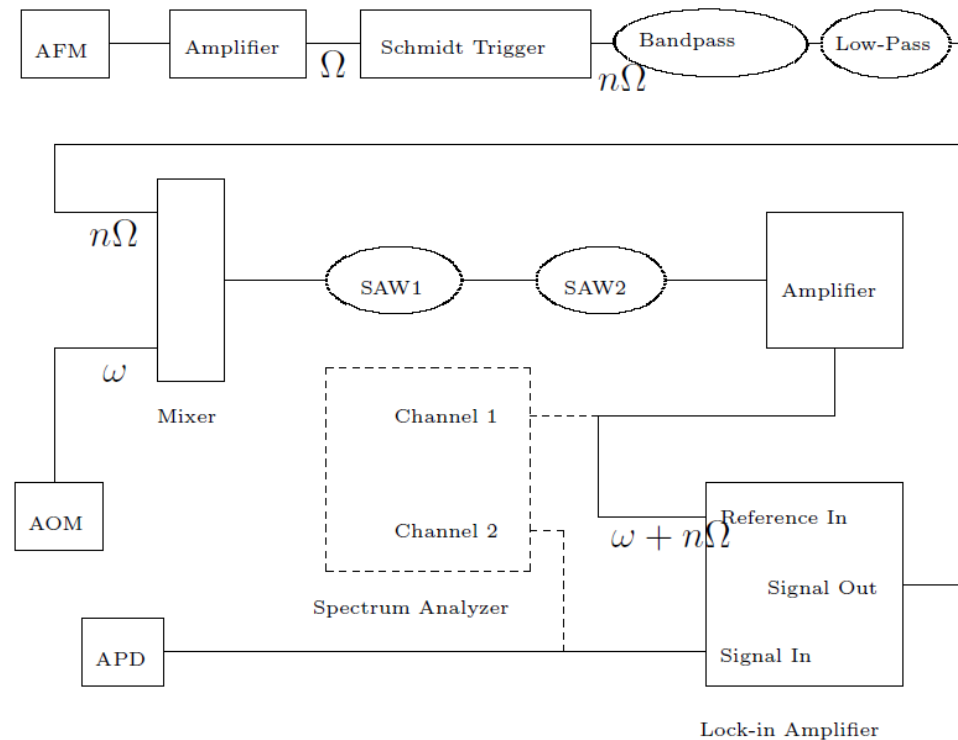 AFM
Amplifier
Ω
Schmidt Trigger
nΩ
Bandpass
Low-Pass
nΩ
ω
Mixer
SAW1
SAW2
Amplifier
Channel 1
Channel 2
Spectrum Analyzer
AOM
APD
ω + nΩ
Reference In
Signal Out
Signal In
Lock-in Amplifier